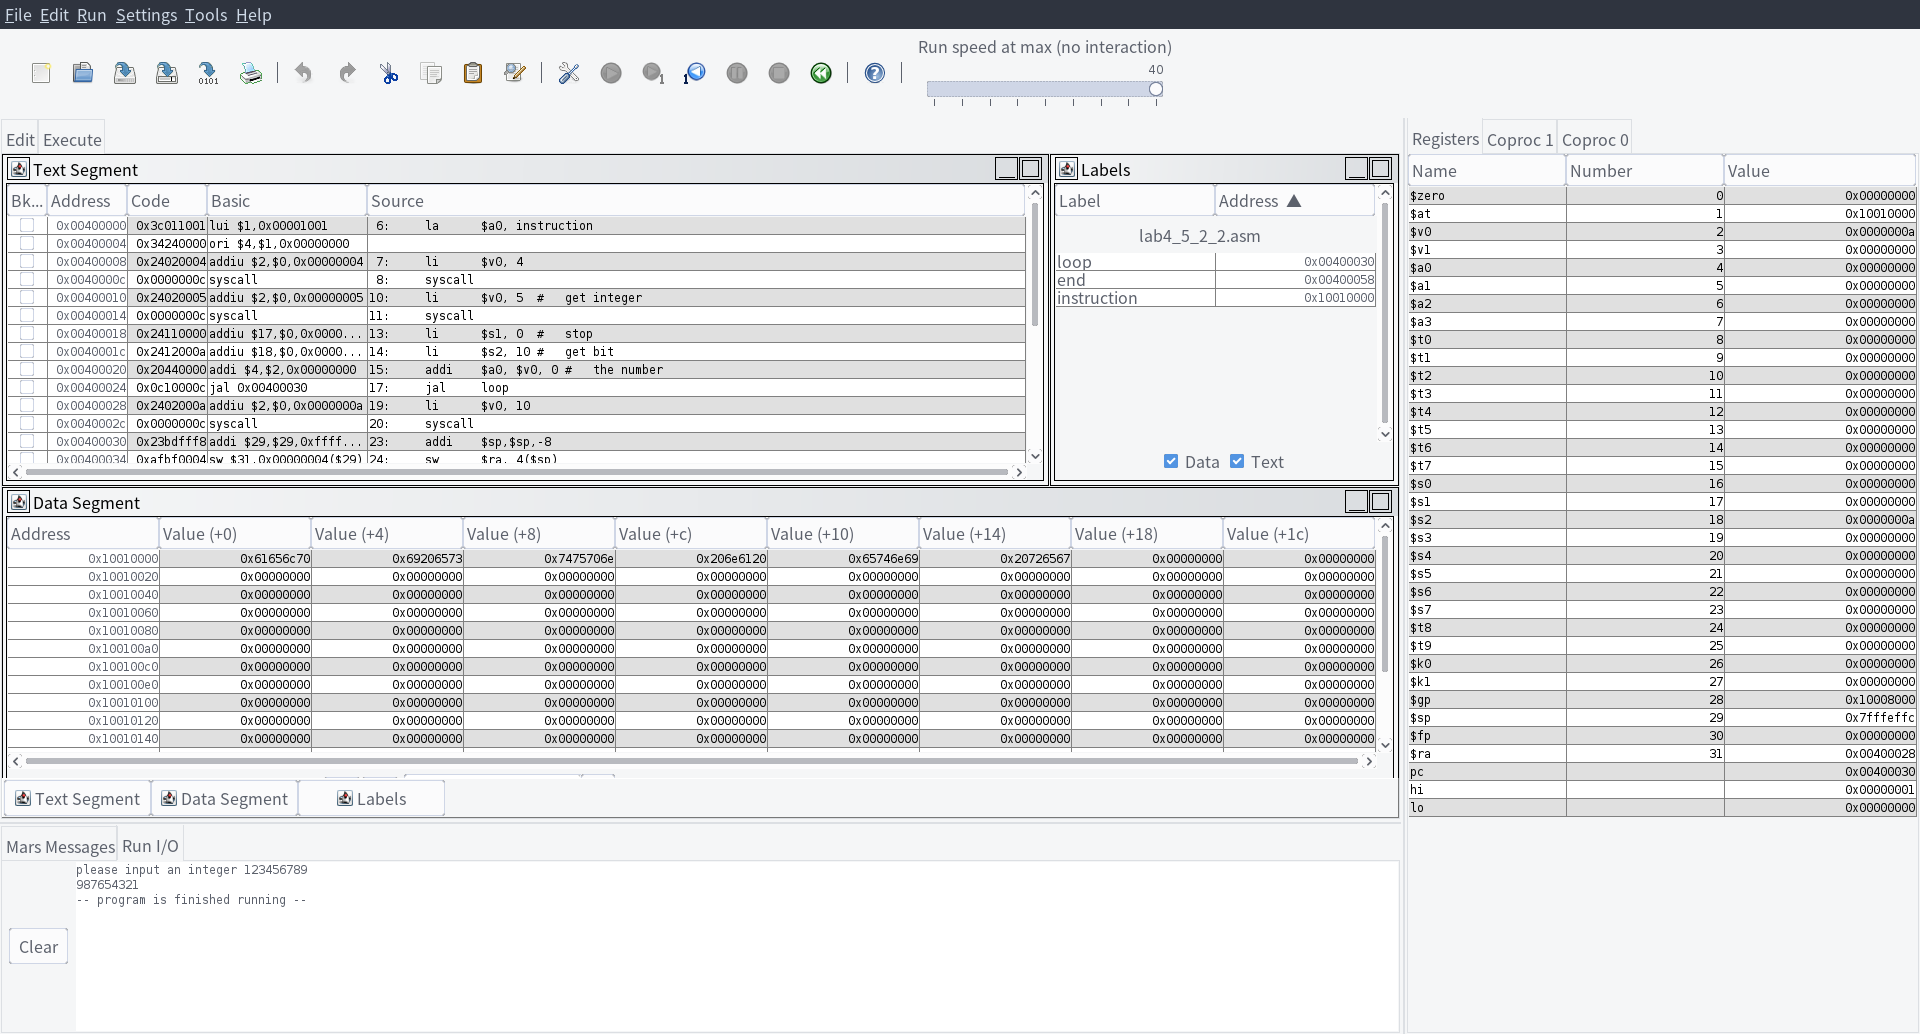 File Edit Run Settings Tools Help
Run speed at max (no interaction)
40
0101
1
1
Edit Execute
Registers Coproc 1 Coproc 0
Text Segment
Bk... Address Code Basic Source
0x00400000 0x3c011001 lui $1,0x00001001 6: la $a0, instruction
0x00400004 0x34240000 ori $4,$1,0x00000000
0x00400008 0x24020004 addiu $2,$0,0x00000004 7: li $v0, 4
0x0040000c 0x0000000c syscall 8: syscall
0x00400010 0x24020005 addiu $2,$0,0x00000005 10: li $v0, 5 # get integer
0x00400014 0x0000000c syscall 11: syscall
0x00400018 0x24110000 addiu $17,$0,0x0000... 13: li $s1, 0 # stop
0x0040001c 0x2412000a addiu $18,$0,0x0000... 14: li $s2, 10 # get bit
0x00400020 0x20440000 addi $4,$2,0x00000000 15: addi $a0, $v0, 0 # the number
0x00400024 0x0c10000c jal 0x00400030 17: jal loop
0x00400028 0x2402000a addiu $2,$0,0x0000000a 19: li $v0, 10
0x0040002c 0x0000000c syscall 20: syscall
0x00400030 0x23bdfff8 addi $29,$29,0xffff... 23: addi $sp,$sp,-8
0x00400034 0xafbf0004 sw $31,0x00000004($29) 24: sw $ra, 4($sp)
Labels
Label Address ▲
lab4_5_2_2.asm
loop 0x00400030
end 0x00400058
instruction 0x10010000
Data Text
Data Segment
Address Value (+0) Value (+4) Value (+8) Value (+c) Value (+10) Value (+14) Value (+18) Value (+1c)
0x10010000 0x61656c70 0x69206573 0x7475706e 0x206e6120 0x65746e69 0x20726567 0x00000000 0x00000000
0x10010020 0x00000000 0x00000000 0x00000000 0x00000000 0x00000000 0x00000000 0x00000000 0x00000000
0x10010040 0x00000000 0x00000000 0x00000000 0x00000000 0x00000000 0x00000000 0x00000000 0x00000000
0x10010060 0x00000000 0x00000000 0x00000000 0x00000000 0x00000000 0x00000000 0x00000000 0x00000000
0x10010080 0x00000000 0x00000000 0x00000000 0x00000000 0x00000000 0x00000000 0x00000000 0x00000000
0x100100a0 0x00000000 0x00000000 0x00000000 0x00000000 0x00000000 0x00000000 0x00000000 0x00000000
0x100100c0 0x00000000 0x00000000 0x00000000 0x00000000 0x00000000 0x00000000 0x00000000 0x00000000
0x100100e0 0x00000000 0x00000000 0x00000000 0x00000000 0x00000000 0x00000000 0x00000000 0x00000000
0x10010100 0x00000000 0x00000000 0x00000000 0x00000000 0x00000000 0x00000000 0x00000000 0x00000000
0x10010120 0x00000000 0x00000000 0x00000000 0x00000000 0x00000000 0x00000000 0x00000000 0x00000000
0x10010140 0x00000000 0x00000000 0x00000000 0x00000000 0x00000000 0x00000000 0x00000000 0x00000000
Text Segment Data Segment Labels
Mars Messages Run I/O
please input an integer 123456789
987654321
-- program is finished running --
Clear
Name Number Value
$zero 0 0x00000000
$at 1 0x10010000
$v0 2 0x0000000a
$v1 3 0x00000000
$a0 4 0x00000000
$a1 5 0x00000000
$a2 6 0x00000000
$a3 7 0x00000000
$t0 8 0x00000000
$t1 9 0x00000000
$t2 10 0x00000000
$t3 11 0x00000000
$t4 12 0x00000000
$t5 13 0x00000000
$t6 14 0x00000000
$t7 15 0x00000000
$s0 16 0x00000000
$s1 17 0x00000000
$s2 18 0x0000000a
$s3 19 0x00000000
$s4 20 0x00000000
$s5 21 0x00000000
$s6 22 0x00000000
$s7 23 0x00000000
$t8 24 0x00000000
$t9 25 0x00000000
$k0 26 0x00000000
$k1 27 0x00000000
$gp 28 0x10008000
$sp 29 0x7fffeffc
$fp 30 0x00000000
$ra 31 0x00400028
pc 0x00400030
hi 0x00000001
lo 0x00000000